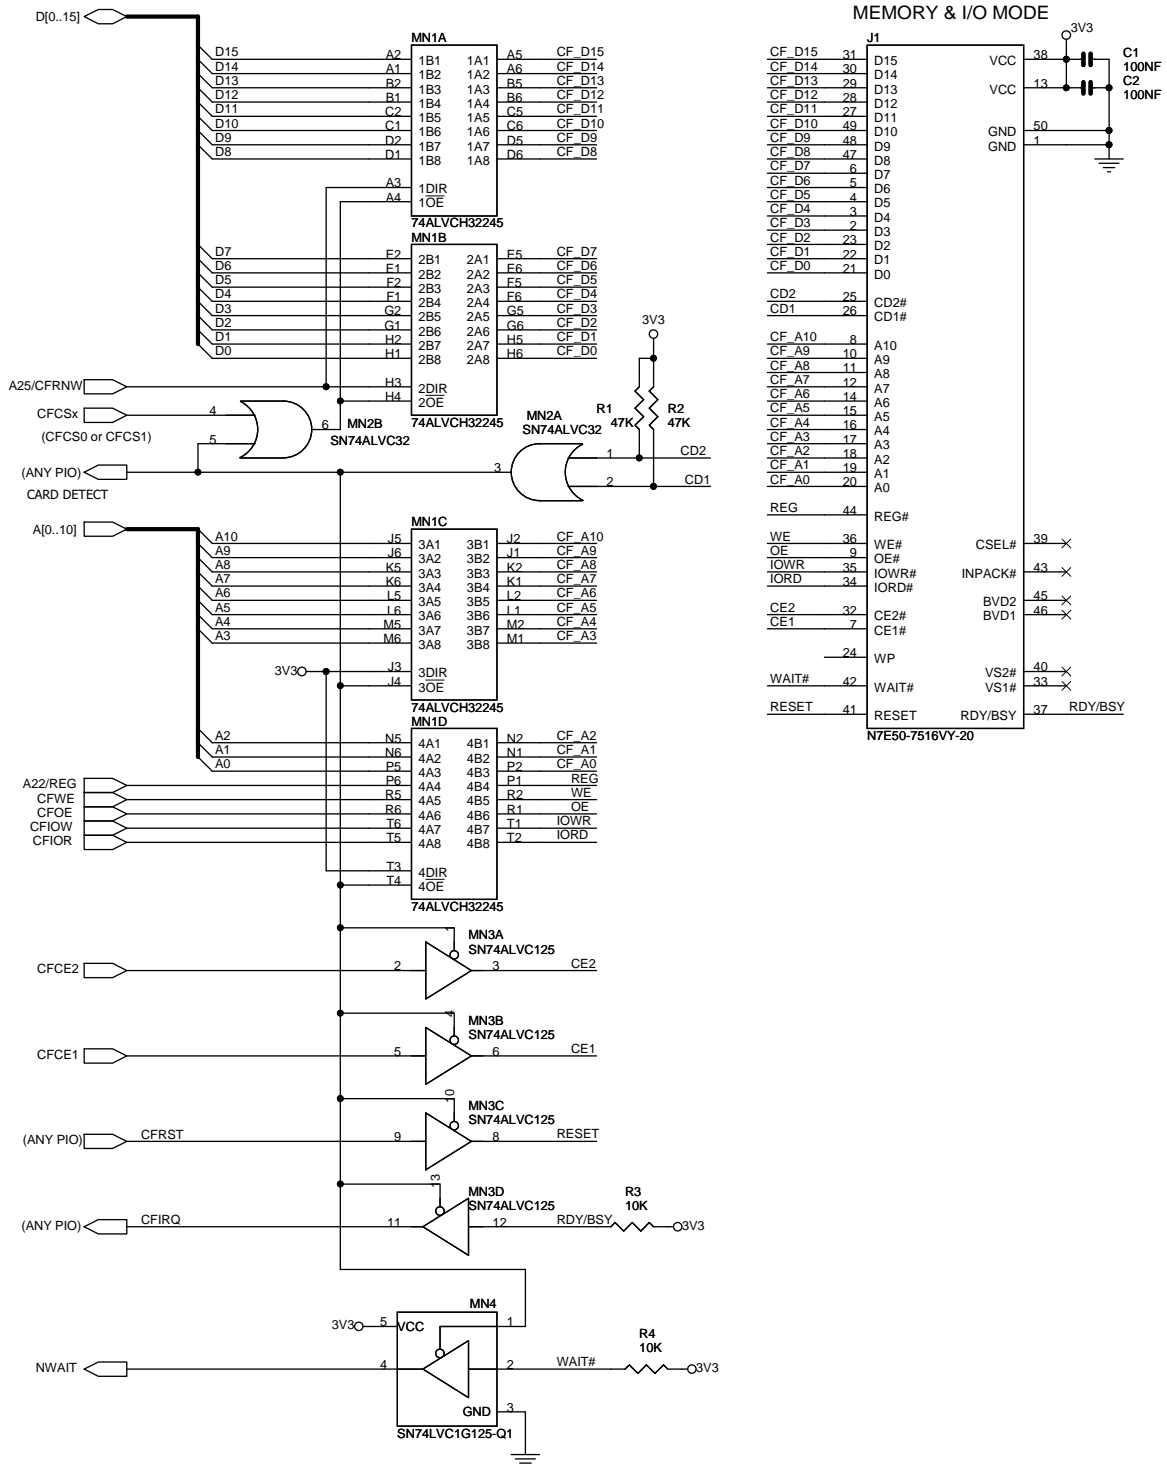 MEMORY & I/O MODE
D[0..15]
MN1A
D15 A2 1B1 1A1 A5 CF_D15
D14 A1 1B2 1A2 A6 CF_D14
D13 B2 1B3 1A3 B5 CF_D13
D12 B1 1B4 1A4 B6 CF_D12
D11 C2 1B5 1A5 C5 CF_D11
D10 C1 1B6 1A6 C6 CF_D10
D9 D2 1B7 1A7 D5 CF_D9
D8 D1 1B8 1A8 D6 CF_D8
A3 1DIR
A4 1OE
74ALVCH32245
MN1B
D7 E2 2B1 2A1 E5 CF_D7
D6 E1 2B2 2A2 E6 CF_D6
D5 F2 2B3 2A3 F5 CF_D5
D4 F1 2B4 2A4 F6 CF_D4
D3 G2 2B5 2A5 G5 CF_D3
D2 G1 2B6 2A6 G6 CF_D2
D1 H2 2B7 2A7 H5 CF_D1
D0 H1 2B8 2A8 H6 CF_D0
A25/CFRNW H3 2DIR
H4 2OE
74ALVCH32245
CFCSx 4
(CFCS0 or CFCS1) 5
6 MN2B
SN74ALVC32
3V3
R1
47K
R2
47K
MN2A
SN74ALVC32
(ANY PIO) 3 1 CD2
2 CD1
CARD DETECT
A[0..10]
MN1C
A10 J5 3A1 3B1 J2 CF_A10
A9 J6 3A2 3B2 J1 CF_A9
A8 K5 3A3 3B3 K2 CF_A8
A7 K6 3A4 3B4 K1 CF_A7
A6 L5 3A5 3B5 L2 CF_A6
A5 L6 3A6 3B6 L1 CF_A5
A4 M5 3A7 3B7 M2 CF_A4
A3 M6 3A8 3B8 M1 CF_A3
3V3 J3 3DIR
J4 3OE
74ALVCH32245
MN1D
A2 N5 4A1 4B1 N2 CF_A2
A1 N6 4A2 4B2 N1 CF_A1
A0 P5 4A3 4B3 P2 CF_A0
A22/REG P6 4A4 4B4 P1 REG
CFWE R5 4A5 4B5 R2 WE
CFOE R6 4A6 4B6 R1 OE
CFIOW T6 4A7 4B7 T1 IOWR
CFIOR T5 4A8 4B8 T2 IORD
T3 4DIR
T4 4OE
74ALVCH32245
1 MN3A
SN74ALVC125
CFCE2 2 3 CE2
4 MN3B
SN74ALVC125
CFCE1 5 6 CE1
10 MN3C
SN74ALVC125
(ANY PIO) CFRST 9 8 RESET
13 MN3D
SN74ALVC125
R3
10K
(ANY PIO) CFIRQ 11 12 RDY/BSY 3V3
MN4
3V3 5 VCC 1
R4
10K
NWAIT 4 2 WAIT# 3V3
GND 3
SN74LVC1G125-Q1
J1
3V3
CF_D15 31 D15 VCC 38
C1
100NF
CF_D14 30 D14
CF_D13 29 D13 VCC 13
C2
100NF
CF_D12 28 D12
CF_D11 27 D11
CF_D10 49 D10 GND 50
CF_D9 48 D9 GND 1
CF_D8 47 D8
CF_D7 6 D7
CF_D6 5 D6
CF_D5 4 D5
CF_D4 3 D4
CF_D3 2 D3
CF_D2 23 D2
CF_D1 22 D1
CF_D0 21 D0
CD2 25 CD2#
CD1 26 CD1#
CF_A10 8 A10
CF_A9 10 A9
CF_A8 11 A8
CF_A7 12 A7
CF_A6 14 A6
CF_A5 15 A5
CF_A4 16 A4
CF_A3 17 A3
CF_A2 18 A2
CF_A1 19 A1
CF_A0 20 A0
REG 44 REG#
WE 36 WE# CSEL# 39
OE 9 OE#
IOWR 35 IOWR# INPACK# 43
IORD 34 IORD#
BVD2 45
CE2 32 CE2# BVD1 46
CE1 7 CE1#
24 WP
VS2# 40
WAIT# 42 WAIT# VS1# 33
RESET 41 RESET RDY/BSY 37 RDY/BSY
N7E50-7516VY-20